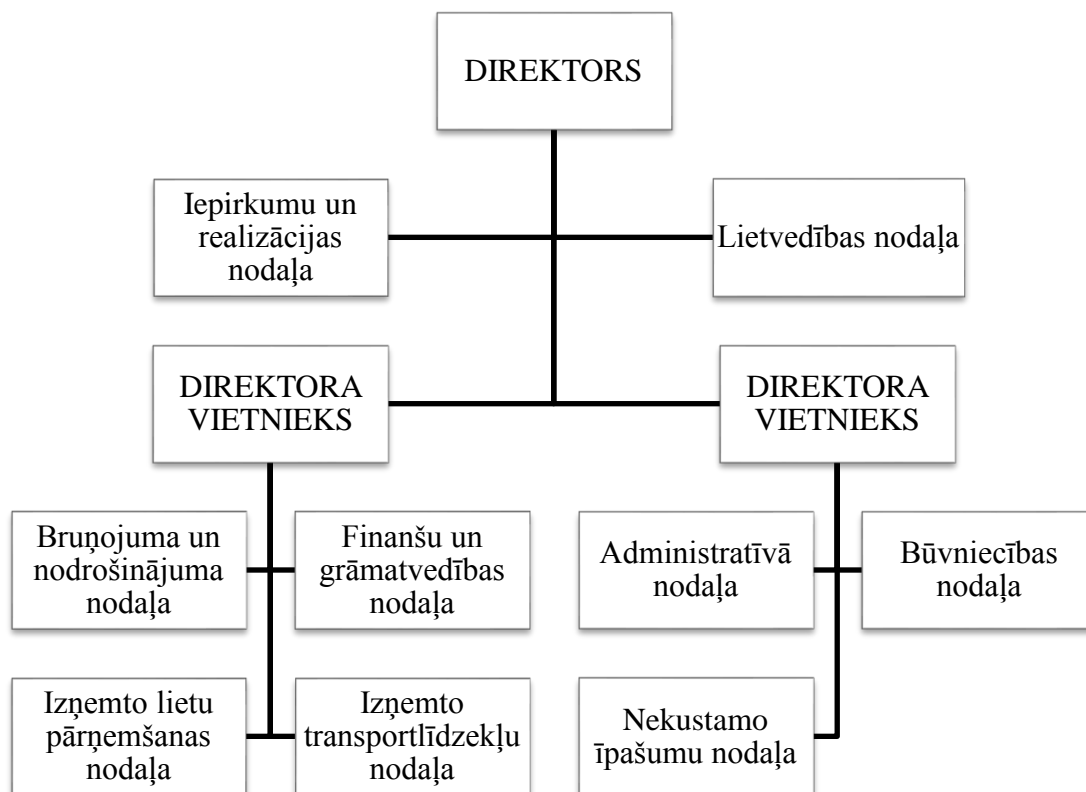 DIREKTORS
Iepirkumu un
realizācijas
nodaļa
Lietvedības nodaļa
DIREKTORA
VIETNIEKS
DIREKTORA
VIETNIEKS
Bruņojuma un
nodrošinājuma
nodaļa
Finanšu un
grāmatvedības
nodaļa
Administratīvā
nodaļa
Būvniecības
nodaļa
Izņemto lietu
pārņemšanas
nodaļa
Izņemto
transportlīdzekļu
nodaļa
Nekustamo
īpašumu nodaļa